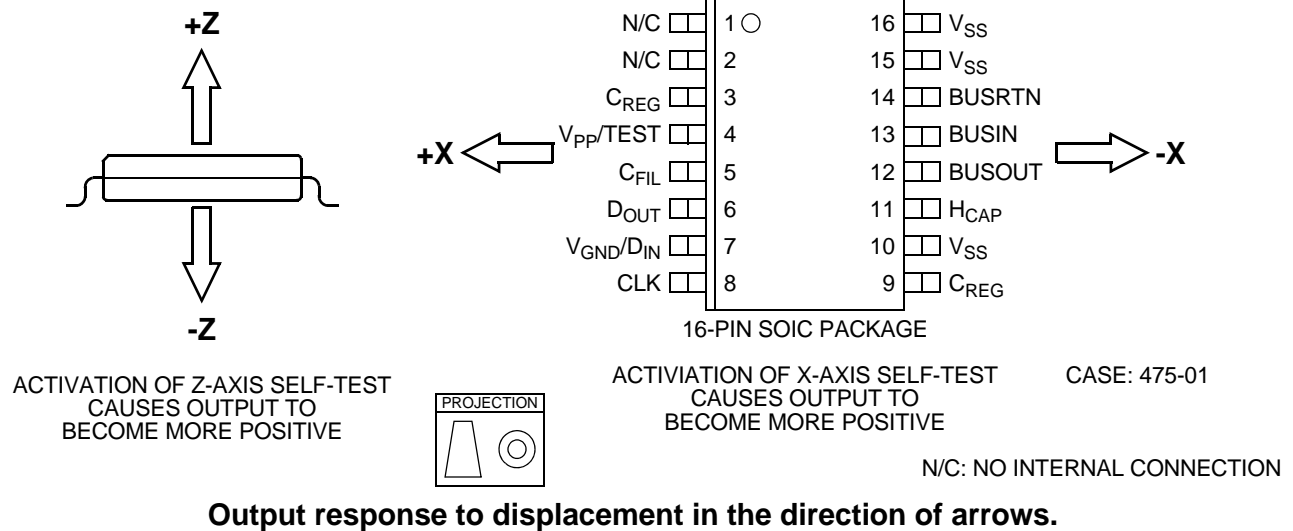 +Z
-Z
ACTIVATION OF Z-AXIS SELF-TEST
CAUSES OUTPUT TO
BECOME MORE POSITIVE
PROJECTION
+X
N/C 1 16 VSS
N/C 2 15 VSS
CREG 3 14 BUSRTN
VPP/TEST 4 13 BUSIN
CFIL 5 12 BUSOUT
DOUT 6 11 HCAP
VGND/DIN 7 10 VSS
CLK 8 9 CREG
-X
16-PIN SOIC PACKAGE
ACTIVIATION OF X-AXIS SELF-TEST
CAUSES OUTPUT TO
BECOME MORE POSITIVE
CASE: 475-01
N/C: NO INTERNAL CONNECTION
Output response to displacement in the direction of arrows.